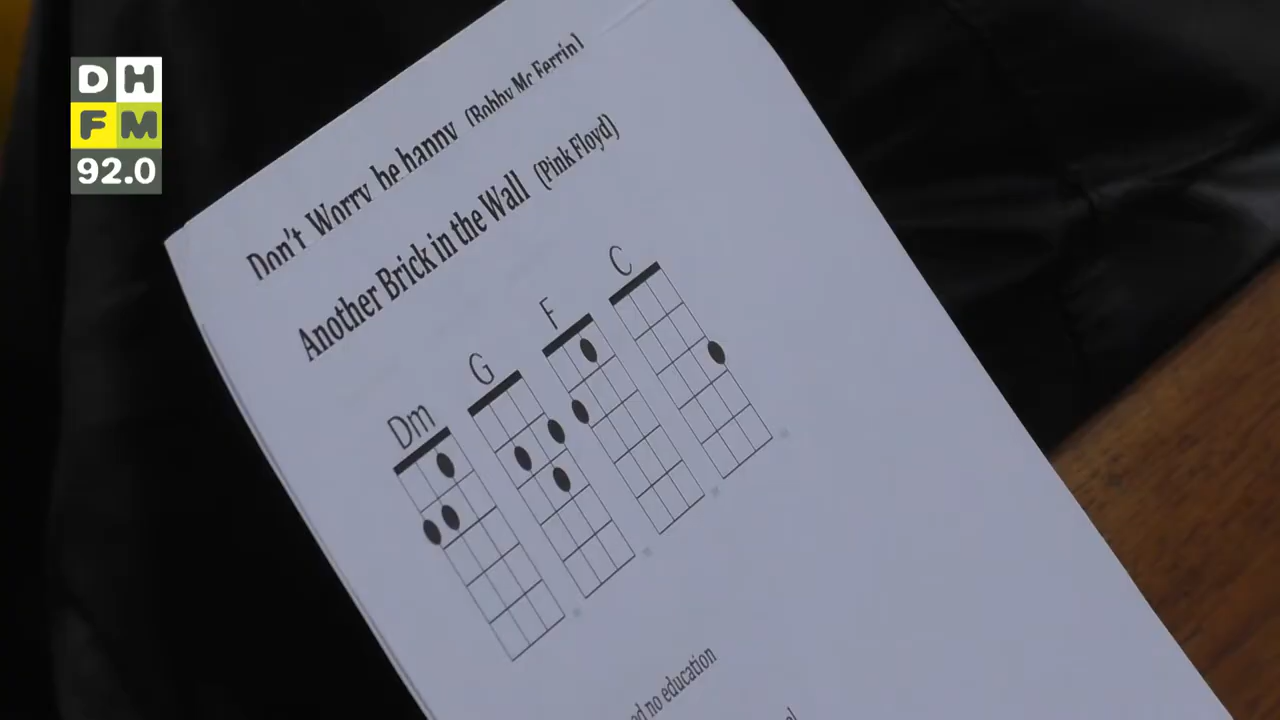 DH
FM
92.0
Don't Worry be happy (Bobby Mc Ferrin)
Another Brick in the Wall (Pink Floyd)
Dm G F C
no education